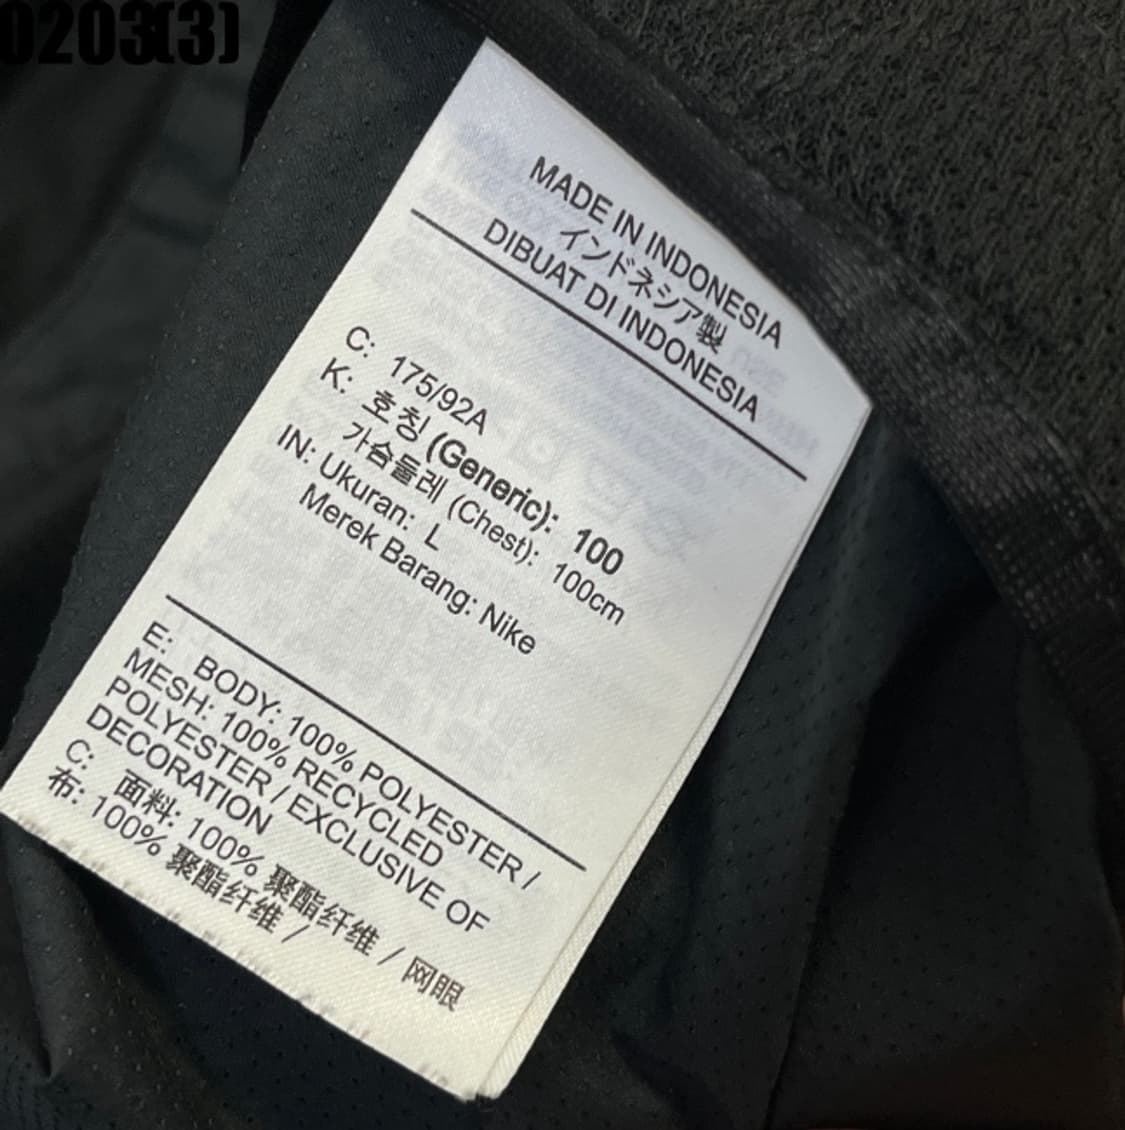 0203(3)
MADE IN INDONESIA
インドネシア製
DIBUAT DI INDONESIA
C: 175/92A
K: 호칭 (Generic): 100
가슴둘레 (Chest): 100cm
IN: Ukuran: L
Merek Barang: Nike
E: BODY: 100% POLYESTER /
MESH: 100% RECYCLED
POLYESTER / EXCLUSIVE OF
DECORATION
C: 面料: 100% 聚酯纤维 / 网眼
布: 100% 聚酯纤维 /